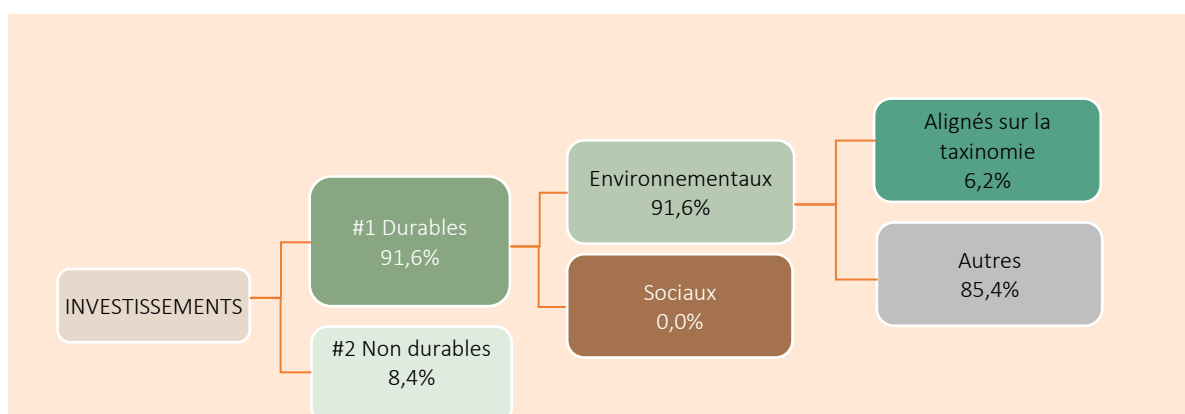 INVESTISSEMENTS
#1 Durables
91,6%
#2 Non durables
8,4%
Environnementaux
91,6%
Sociaux
0,0%
Alignés sur la
taxinomie
6,2%
Autres
85,4%